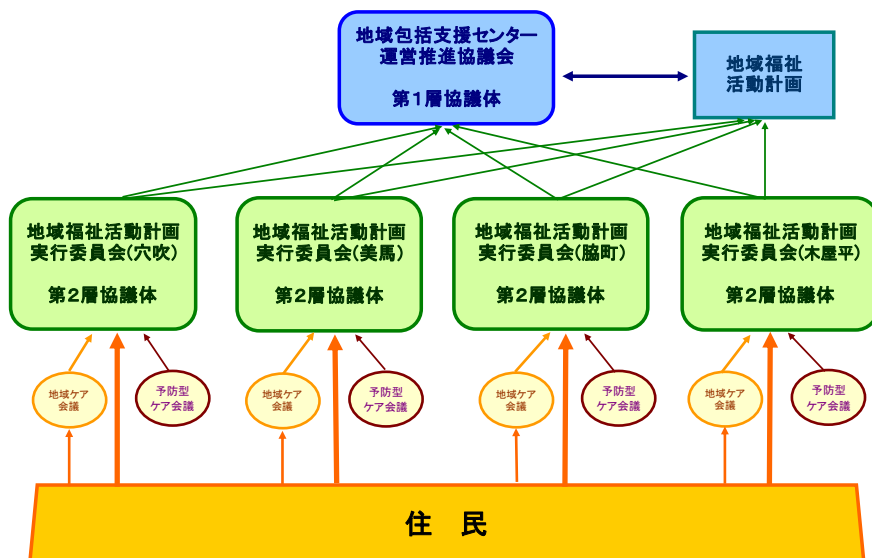 地域包括支援センター
運営推進協議会
第１層協議体
地域福祉
活動計画
地域福祉活動計画
実行委員会(穴吹)
第２層協議体
地域福祉活動計画
実行委員会(美馬)
第２層協議体
地域福祉活動計画
実行委員会(脇町)
第２層協議体
地域福祉活動計画
実行委員会(木屋平)
第２層協議体
地域ケア
会議
予防型
ケア会議
地域ケア
会議
予防型
ケア会議
地域ケア
会議
予防型
ケア会議
地域ケア
会議
予防型
ケア会議
住　民